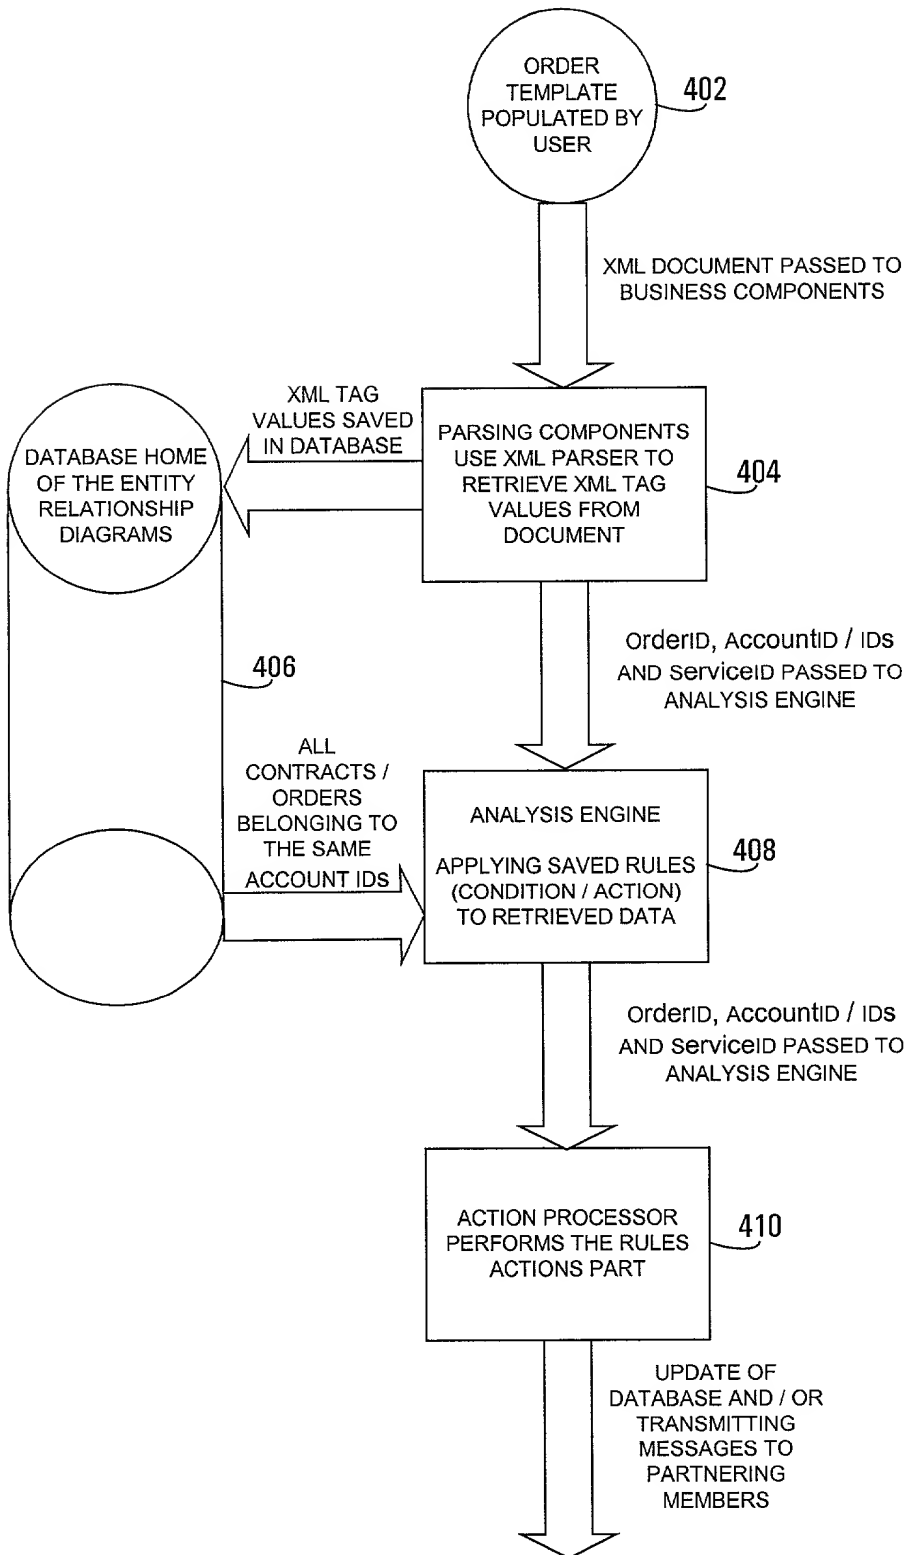 ORDER
TEMPLATE
POPULATED BY
USER
402
XML DOCUMENT PASSED TO
BUSINESS COMPONENTS
XML TAG
VALUES SAVED
IN DATABASE
DATABASE HOME
OF THE ENTITY
RELATIONSHIP
DIAGRAMS
PARSING COMPONENTS
USE XML PARSER TO
RETRIEVE XML TAG
VALUES FROM
DOCUMENT
404
406
OrderID, AccountID / IDs
AND ServiceID PASSED TO
ANALYSIS ENGINE
ALL
CONTRACTS /
ORDERS
BELONGING TO
THE SAME
ACCOUNT IDs
ANALYSIS ENGINE
APPLYING SAVED RULES
(CONDITION / ACTION)
TO RETRIEVED DATA
408
OrderID, AccountID / IDs
AND ServiceID PASSED TO
ANALYSIS ENGINE
ACTION PROCESSOR
PERFORMS THE RULES
ACTIONS PART
410
UPDATE OF
DATABASE AND / OR
TRANSMITTING
MESSAGES TO
PARTNERING
MEMBERS